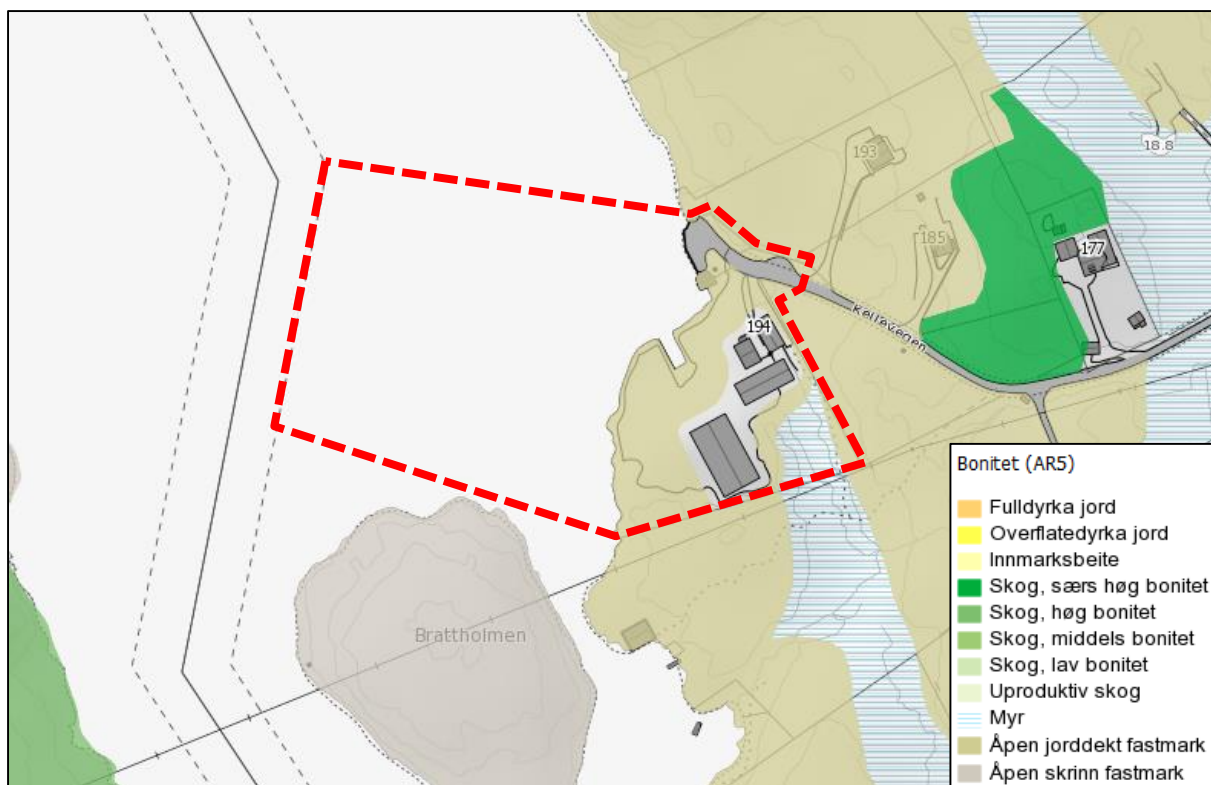 193
18.8
185
177
194
Kellevegen
Brattholmen
Bonitet (AR5)
Fulldyrka jord
Overflatedyrka jord
Innmarksbeite
Skog, særs høg bonitet
Skog, høg bonitet
Skog, middels bonitet
Skog, lav bonitet
Uproduktiv skog
Myr
Åpen jorddekt fastmark
Åpen skrinn fastmark